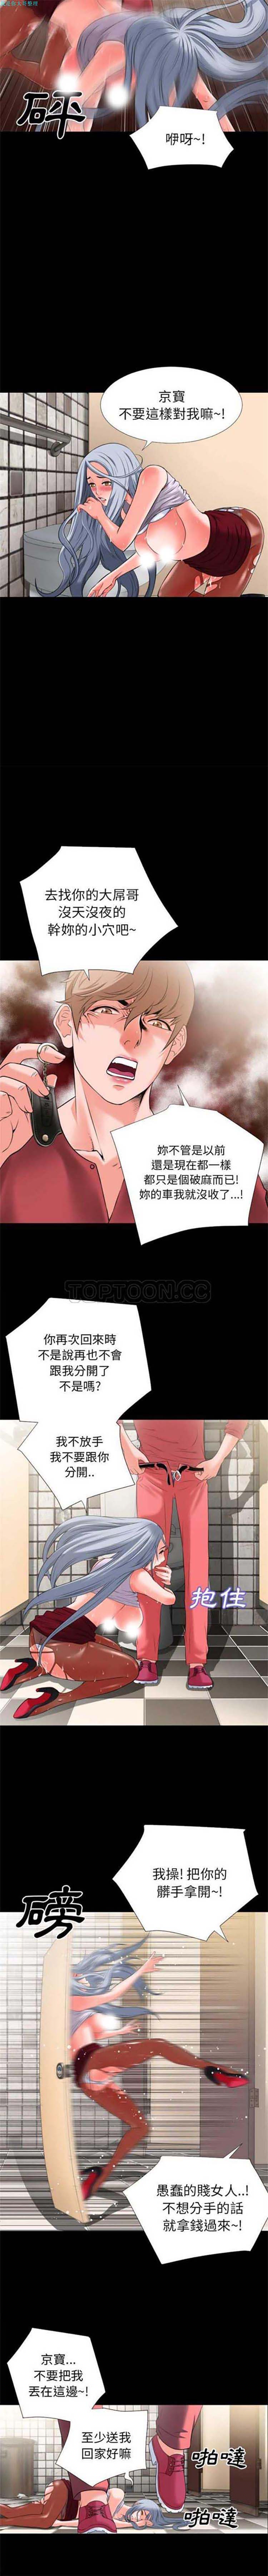 砰
咿呀~!
京寶
不要這樣對我嘛~!
去找你的大屌哥
沒天沒夜的
幹妳的小穴吧~
妳不管是以前
還是現在都一樣
都只是個破麻而已!
妳的車我就沒收了...!
TOPTOON.CC
你再次回來時
不是說再也不會
跟我分開了
不是嗎?
我不放手
我不要跟你
分開..
抱住
我操! 把你的
髒手拿開~!
磅
愚蠢的賤女人..!
不想分手的話
就拿錢過來~!
京寶...
不要把我
丟在這邊~!
至少送我
回家好嘛
啪噠
啪噠